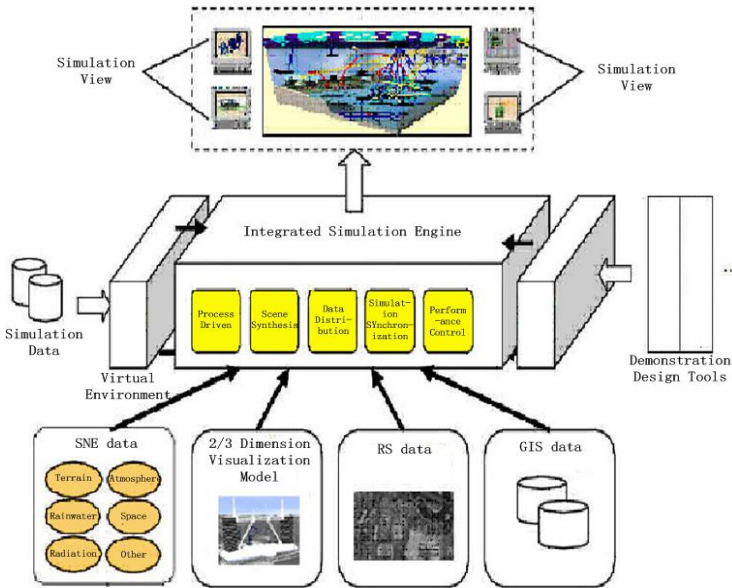 Simulation
View
Simulation
View
Integrated Simulation Engine
Process
Driven
Scene
Synthesis
Data
Distri-
bution
Simulat-
ion
SYnchron-
ization
Perform
-ance
Control
Simulation
Data
Virtual
Environment
Demonstration
Design Tools
..
SNE data
Terrain
Atmosphere
Rainwater
Space
Radiation
Other
2/3 Dimension
Visualization
Model
RS data
GIS data